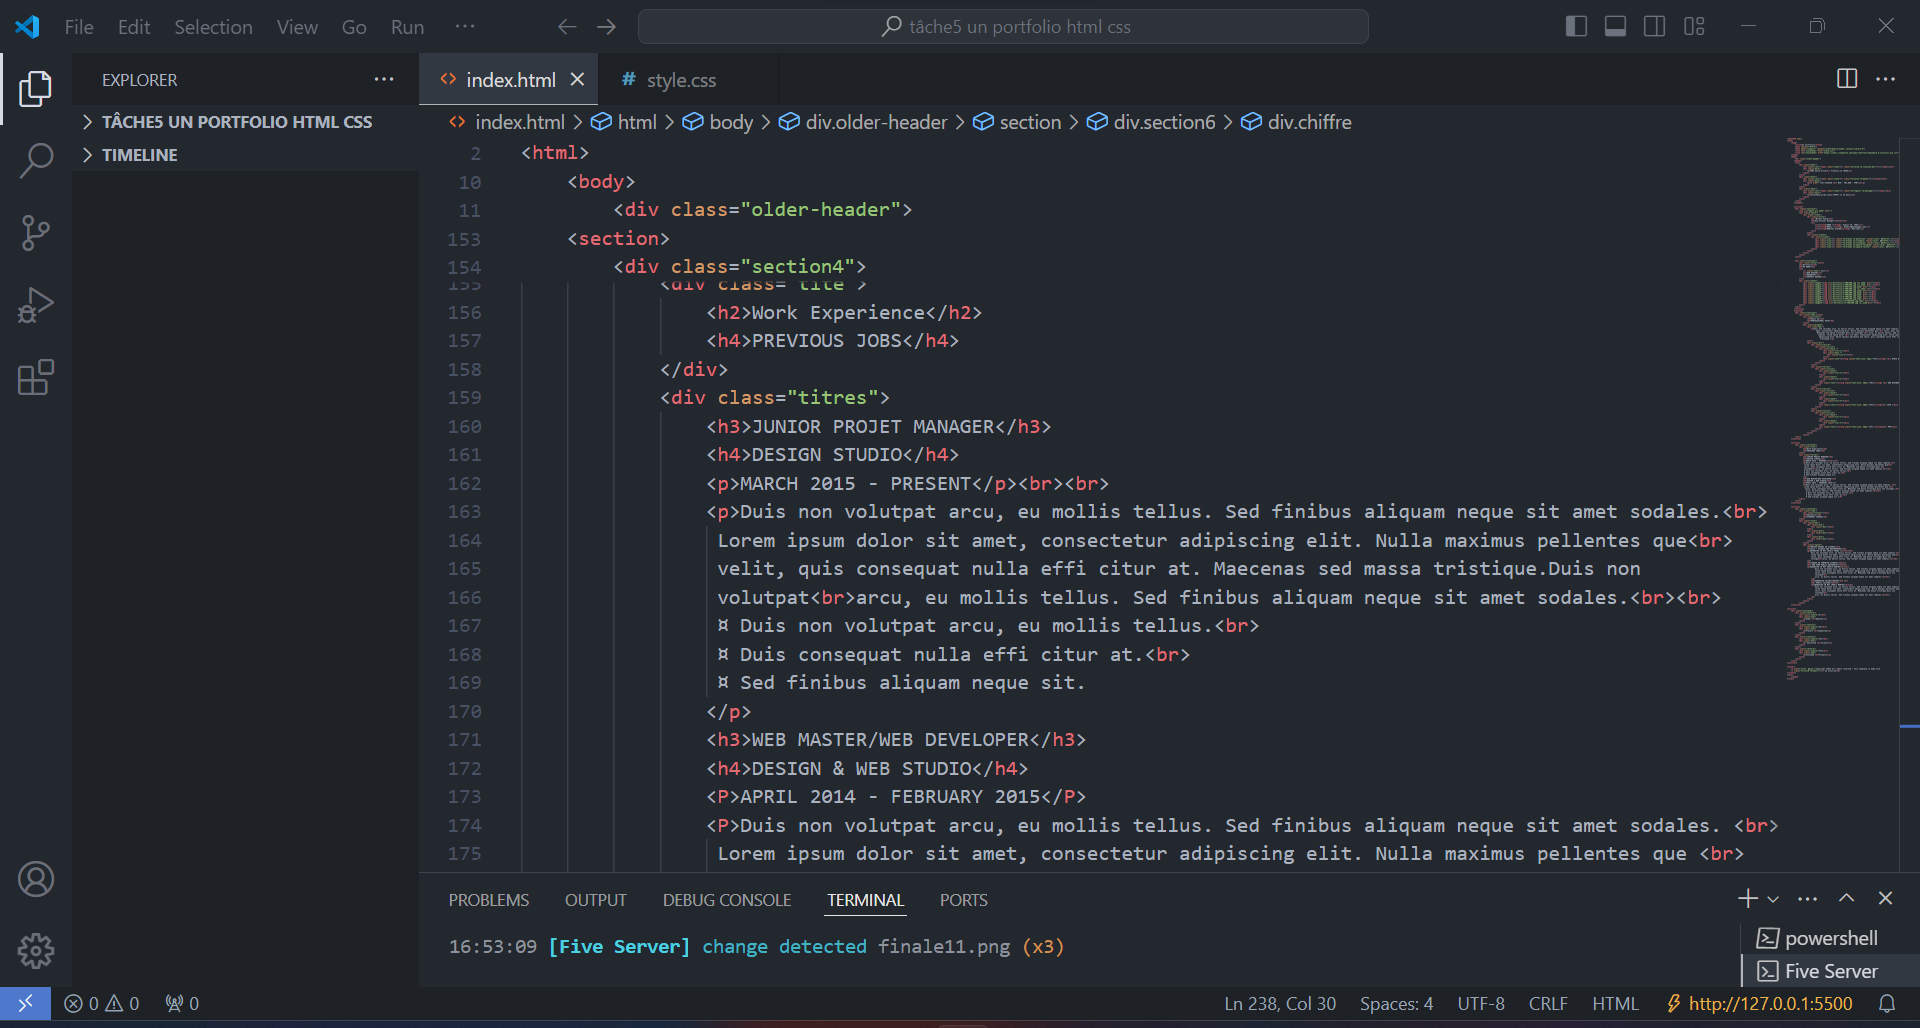 File Edit Selection View Go Run ··· tâche5 un portfolio html css
EXPLORER ···
TÂCHE5 UN PORTFOLIO HTML CSS
TIMELINE
<> index.html # style.css
<> index.html > html > body > div.older-header > section > div.section6 > div.chiffre
2 <html>
10 <body>
11 <div class="older-header">
153 <section>
154 <div class="section4">
155 <div class="tite">
156 <h2>Work Experience</h2>
157 <h4>PREVIOUS JOBS</h4>
158 </div>
159 <div class="titres">
160 <h3>JUNIOR PROJET MANAGER</h3>
161 <h4>DESIGN STUDIO</h4>
162 <p>MARCH 2015 - PRESENT</p><br><br>
163 <p>Duis non volutpat arcu, eu mollis tellus. Sed finibus aliquam neque sit amet sodales.<br>
164 Lorem ipsum dolor sit amet, consectetur adipiscing elit. Nulla maximus pellentes que<br>
165 velit, quis consequat nulla effi citur at. Maecenas sed massa tristique.Duis non
166 volutpat<br>arcu, eu mollis tellus. Sed finibus aliquam neque sit amet sodales.<br><br>
167 ¤ Duis non volutpat arcu, eu mollis tellus.<br>
168 ¤ Duis consequat nulla effi citur at.<br>
169 ¤ Sed finibus aliquam neque sit.
170 </p>
171 <h3>WEB MASTER/WEB DEVELOPER</h3>
172 <h4>DESIGN & WEB STUDIO</h4>
173 <P>APRIL 2014 - FEBRUARY 2015</P>
174 <P>Duis non volutpat arcu, eu mollis tellus. Sed finibus aliquam neque sit amet sodales. <br>
175 Lorem ipsum dolor sit amet, consectetur adipiscing elit. Nulla maximus pellentes que <br>
PROBLEMS OUTPUT DEBUG CONSOLE TERMINAL PORTS
16:53:09 [Five Server] change detected finale11.png (x3)
powershell
Five Server
0 0 0 Ln 238, Col 30 Spaces: 4 UTF-8 CRLF HTML http://127.0.0.1:5500